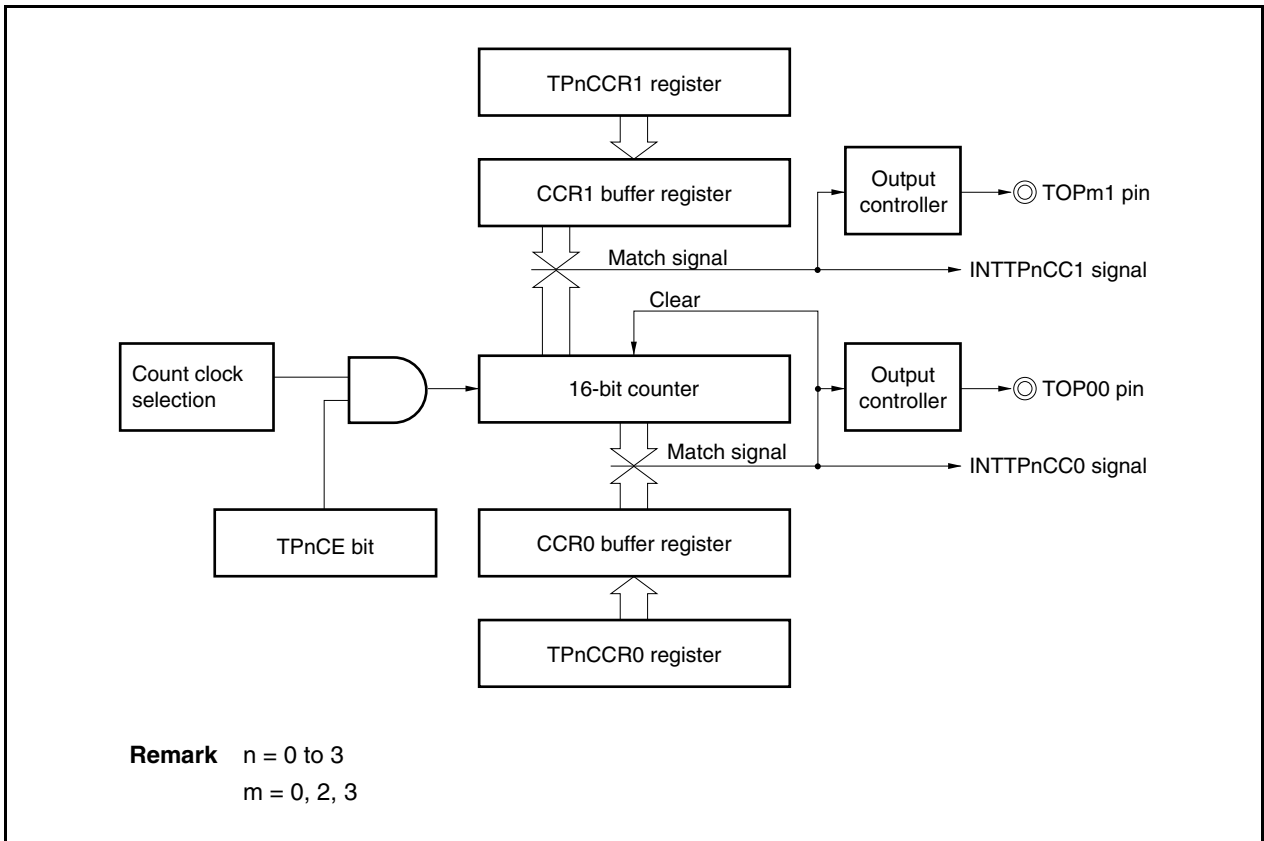 TPnCCR1 register
CCR1 buffer register
Output
controller
TOPm1 pin
Match signal
INTTPnCC1 signal
Clear
Count clock
selection
16-bit counter
Output
controller
TOP00 pin
Match signal
INTTPnCC0 signal
TPnCE bit
CCR0 buffer register
TPnCCR0 register
Remark n = 0 to 3
m = 0, 2, 3